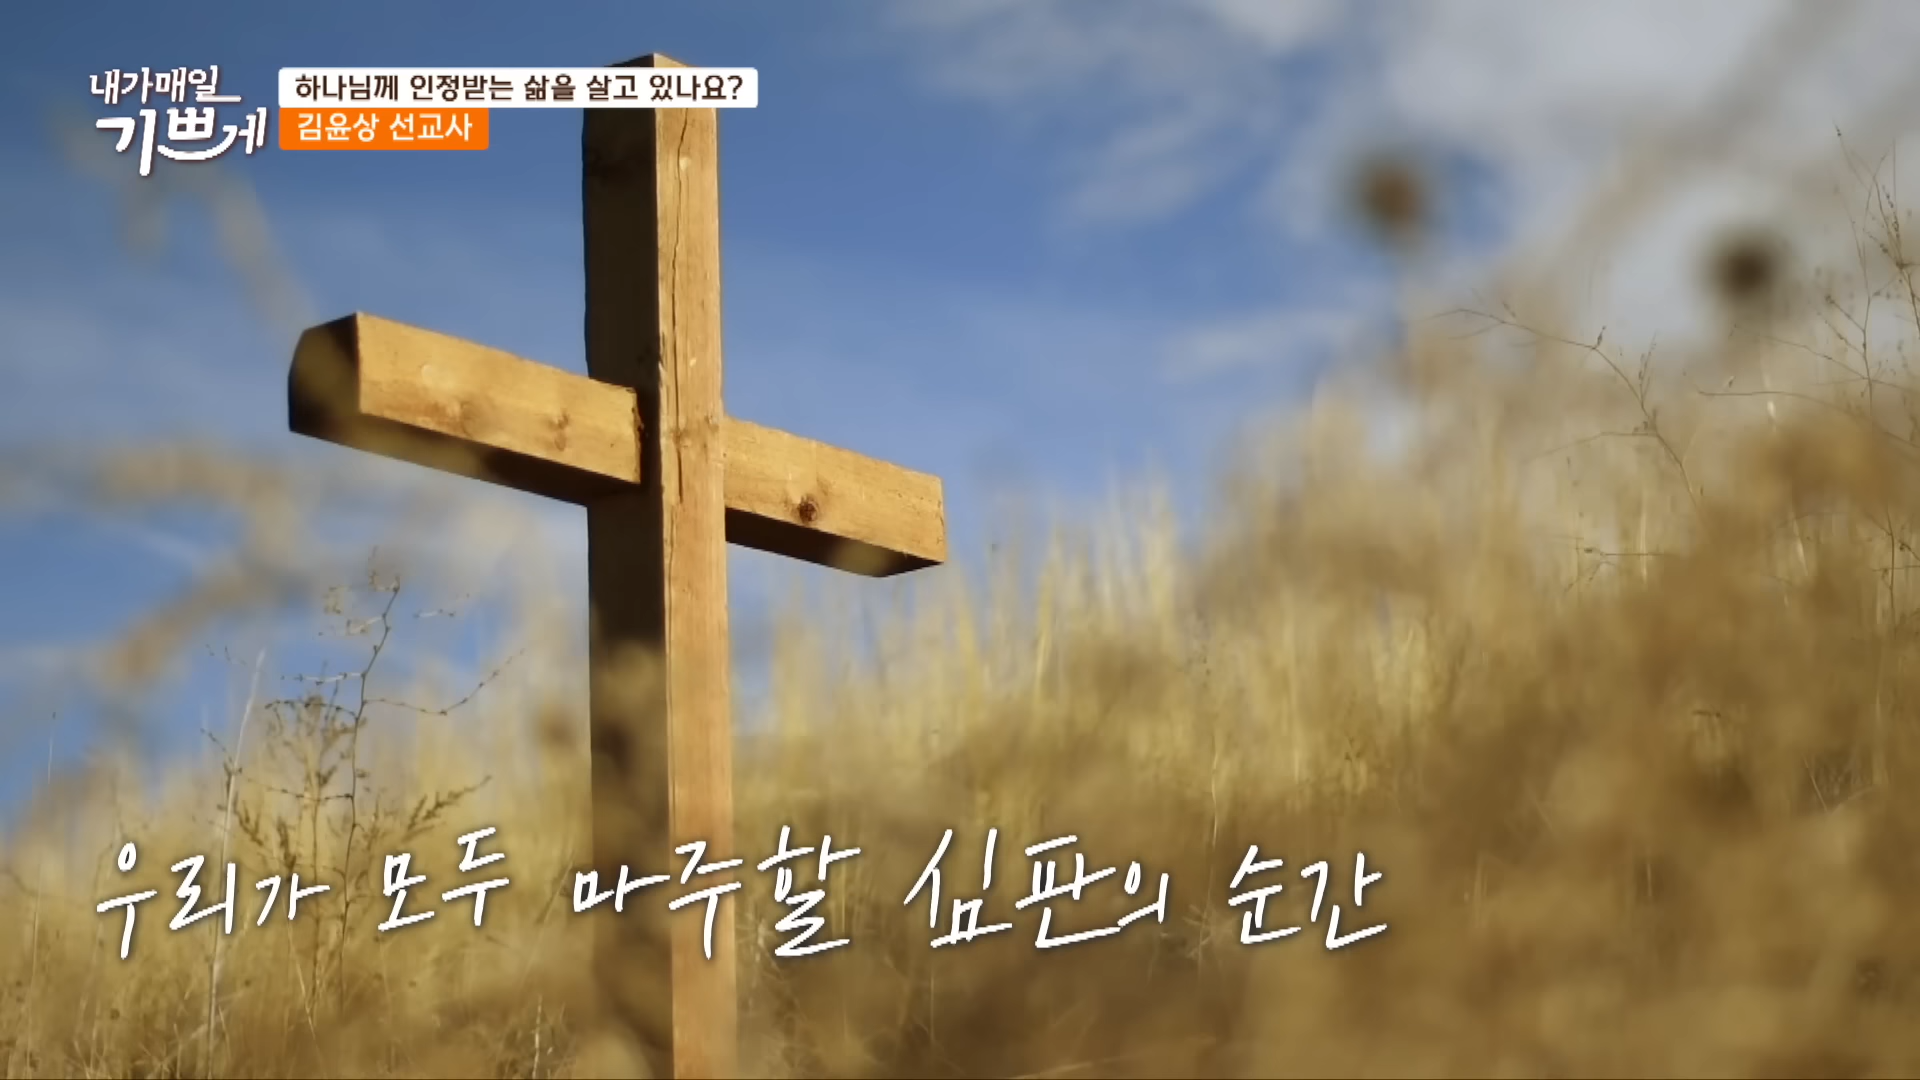 내가매일
기쁘게
하나님께 인정받는 삶을 살고 있나요?
김윤상 선교사
우리가 모두 마주할 심판의 순간